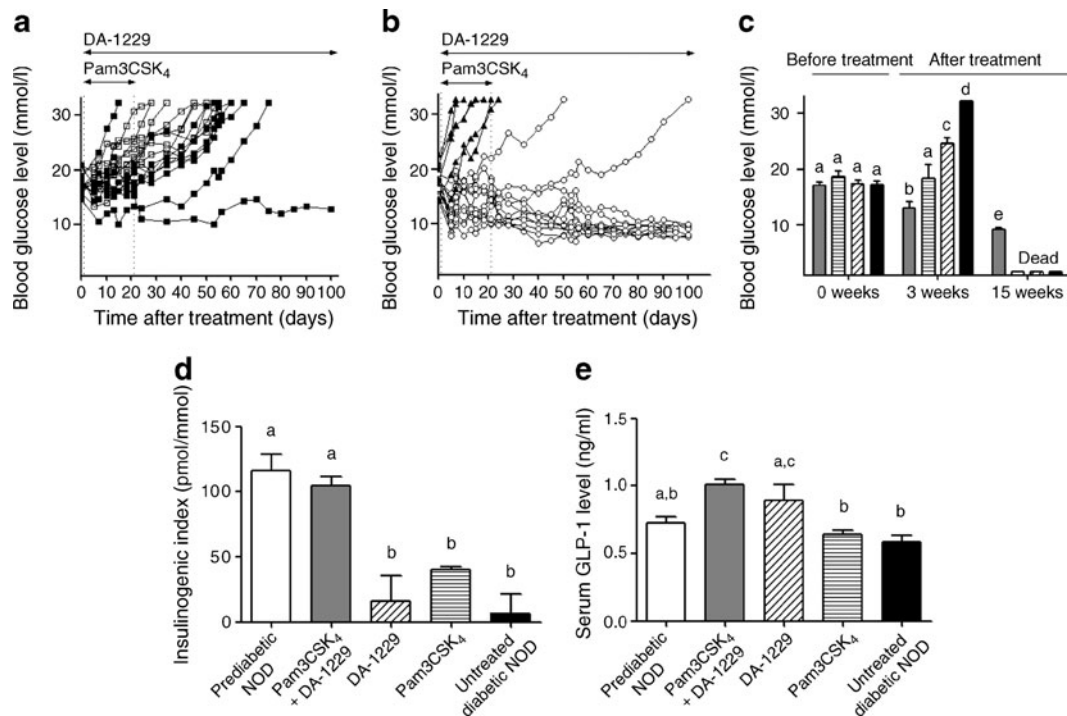 a
DA-1229
Pam3CSK4
Blood glucose level (mmol/l)
30
20
10
0 10 20 30 40 50 60 70 80 90 100
Time after treatment (days)
b
DA-1229
Pam3CSK4
Blood glucose level (mmol/l)
30
20
10
0 10 20 30 40 50 60 70 80 90 100
Time after treatment (days)
c
Before treatment After treatment
Blood glucose level (mmol/l)
30
20
10
a a a a
b a c d
e Dead
0 weeks 3 weeks 15 weeks
d
Insulinogenic index (pmol/mmol)
150
100
50
0
a a b b b
Prediabetic
NOD
Pam3CSK4
+ DA-1229
DA-1229
Pam3CSK4
Untreated
diabetic NOD
e
Serum GLP-1 level (ng/ml)
1.5
1.0
0.5
0.0
a,b c a,c b b
Prediabetic
NOD
Pam3CSK4
+ DA-1229
DA-1229
Pam3CSK4
Untreated
diabetic NOD